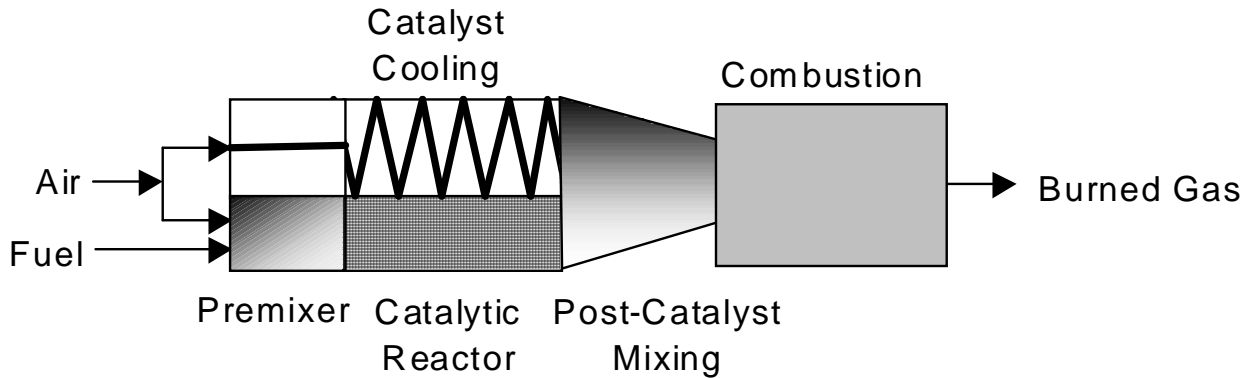 Catalyst
Cooling
Combustion
Air
Fuel
Burned Gas
Premixer
Catalytic
Reactor
Post-Catalyst
Mixing